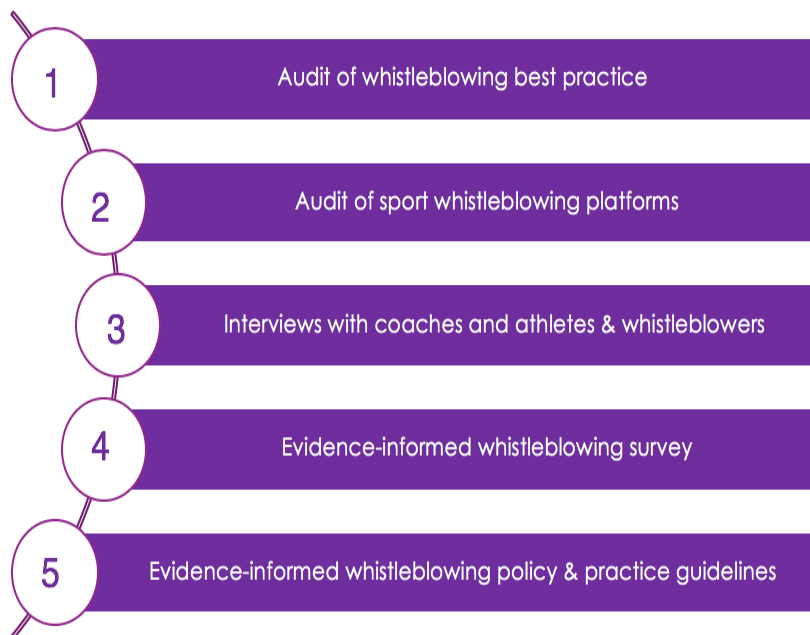 1
Audit of whistleblowing best practice
2
Audit of sport whistleblowing platforms
3
Interviews with coaches and athletes & whistleblowers
4
Evidence-informed whistleblowing survey
5
Evidence-informed whistleblowing policy & practice guidelines